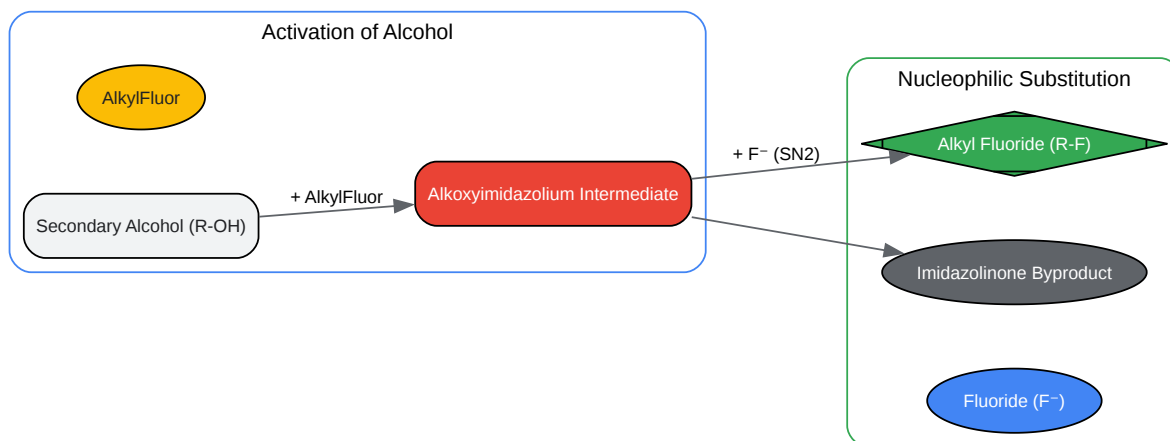 Activation of Alcohol
AlkylFluor
Secondary Alcohol (R-OH)
+ AlkylFluor
Alkoxyimidazolium Intermediate
+ F⁻ (SN2)
Nucleophilic Substitution
Alkyl Fluoride (R-F)
Imidazolinone Byproduct
Fluoride (F⁻)